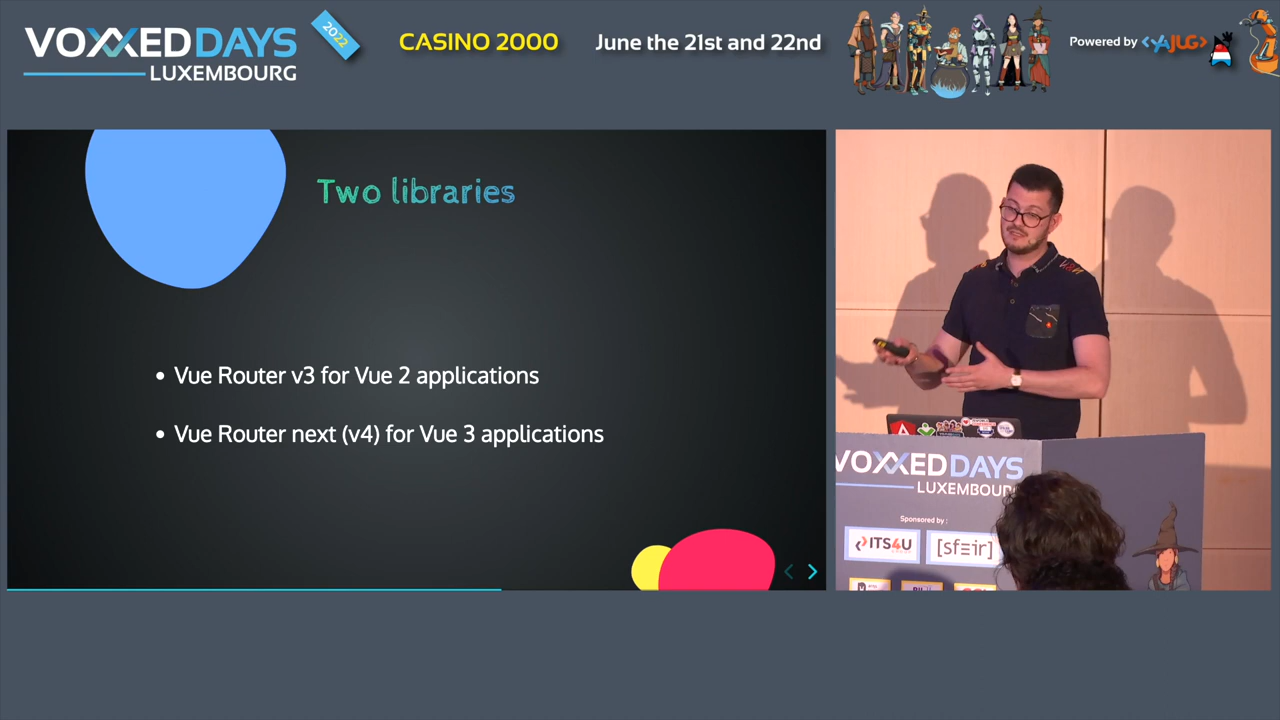 VOXXED DAYS
LUXEMBOURG
2022
CASINO 2000
June the 21st and 22nd
Powered by <YAJUG>
Two libraries
• Vue Router v3 for Vue 2 applications
• Vue Router next (v4) for Vue 3 applications
VOXXED DAYS
LUXEMBOURG
Sponsored by :
ITS4U
[sfeir]